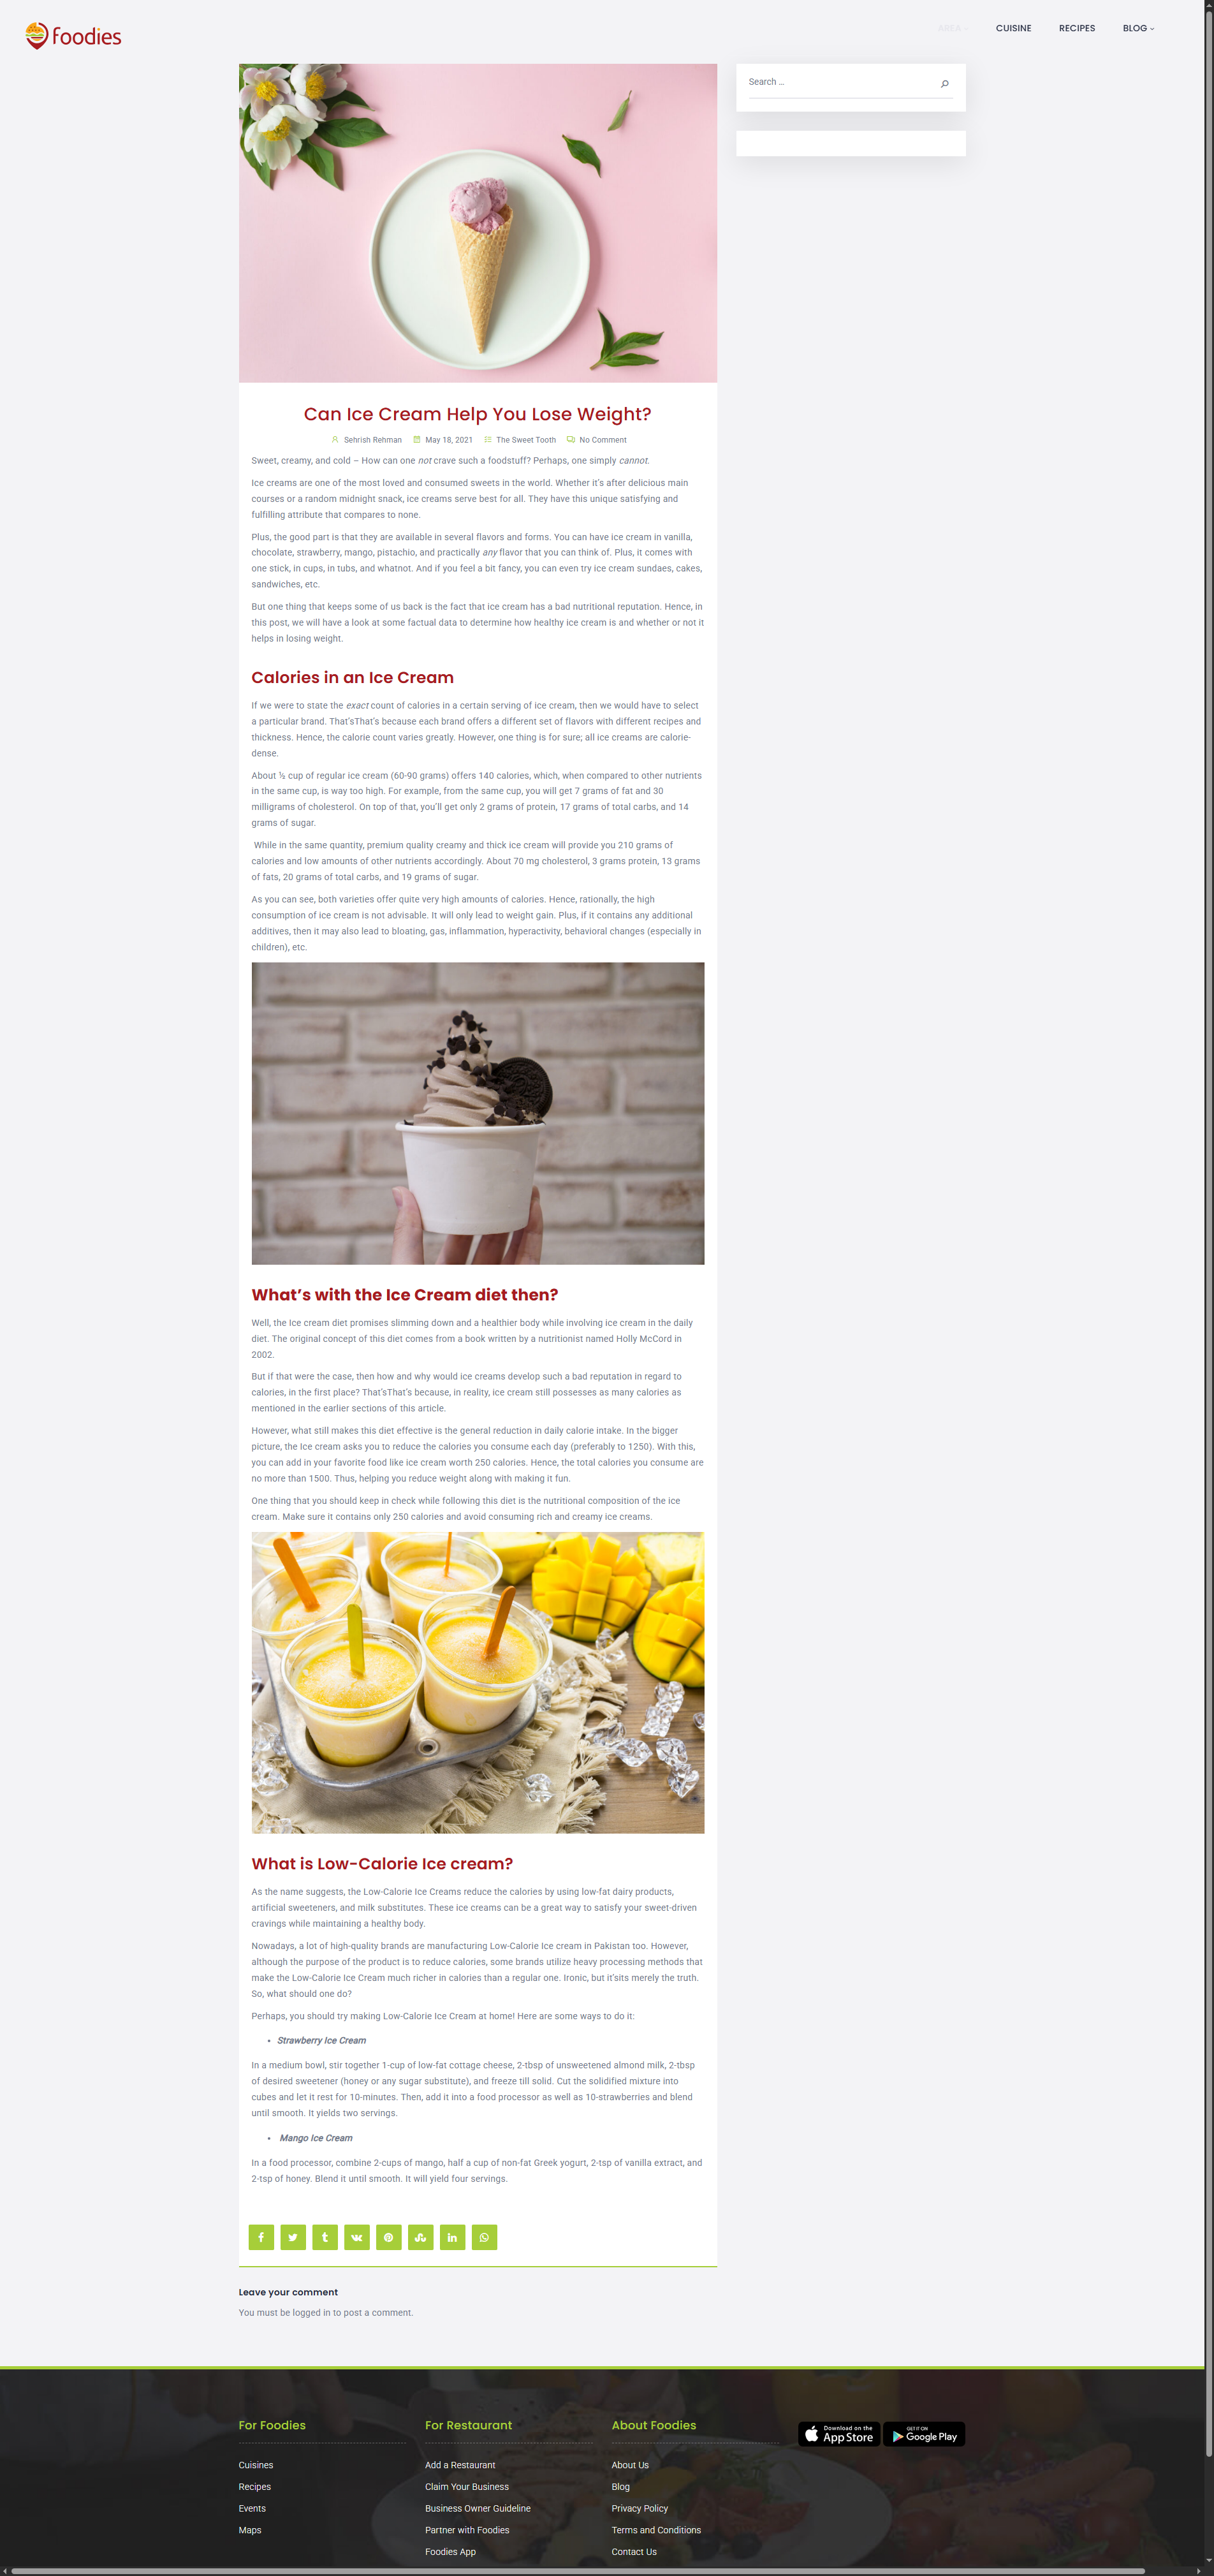 foodies
AREA
CUISINE
RECIPES
BLOG
Search ...
Can Ice Cream Help You Lose Weight?
Sehrish Rehman May 18, 2021 The Sweet Tooth No Comment
Sweet, creamy, and cold – How can one not crave such a foodstuff? Perhaps, one simply cannot.
Ice creams are one of the most loved and consumed sweets in the world. Whether it's after delicious main
courses or a random midnight snack, ice creams serve best for all. They have this unique satisfying and
fulfilling attribute that compares to none.
Plus, the good part is that they are available in several flavors and forms. You can have ice cream in vanilla,
chocolate, strawberry, mango, pistachio, and practically any flavor that you can think of. Plus, it comes with
one stick, in cups, in tubs, and whatnot. And if you feel a bit fancy, you can even try ice cream sundaes, cakes,
sandwiches, etc.
But one thing that keeps some of us back is the fact that ice cream has a bad nutritional reputation. Hence, in
this post, we will have a look at some factual data to determine how healthy ice cream is and whether or not it
helps in losing weight.
Calories in an Ice Cream
If we were to state the exact count of calories in a certain serving of ice cream, then we would have to select
a particular brand. That'sThat's because each brand offers a different set of flavors with different recipes and
thickness. Hence, the calorie count varies greatly. However, one thing is for sure; all ice creams are calorie-
dense.
About ½ cup of regular ice cream (60-90 grams) offers 140 calories, which, when compared to other nutrients
in the same cup, is way too high. For example, from the same cup, you will get 7 grams of fat and 30
milligrams of cholesterol. On top of that, you'll get only 2 grams of protein, 17 grams of total carbs, and 14
grams of sugar.
While in the same quantity, premium quality creamy and thick ice cream will provide you 210 grams of
calories and low amounts of other nutrients accordingly. About 70 mg cholesterol, 3 grams protein, 13 grams
of fats, 20 grams of total carbs, and 19 grams of sugar.
As you can see, both varieties offer quite very high amounts of calories. Hence, rationally, the high
consumption of ice cream is not advisable. It will only lead to weight gain. Plus, if it contains any additional
additives, then it may also lead to bloating, gas, inflammation, hyperactivity, behavioral changes (especially in
children), etc.
What's with the Ice Cream diet then?
Well, the Ice cream diet promises slimming down and a healthier body while involving ice cream in the daily
diet. The original concept of this diet comes from a book written by a nutritionist named Holly McCord in
2002.
But if that were the case, then how and why would ice creams develop such a bad reputation in regard to
calories, in the first place? That'sThat's because, in reality, ice cream still possesses as many calories as
mentioned in the earlier sections of this article.
However, what still makes this diet effective is the general reduction in daily calorie intake. In the bigger
picture, the Ice cream asks you to reduce the calories you consume each day (preferably to 1250). With this,
you can add in your favorite food like ice cream worth 250 calories. Hence, the total calories you consume are
no more than 1500. Thus, helping you reduce weight along with making it fun.
One thing that you should keep in check while following this diet is the nutritional composition of the ice
cream. Make sure it contains only 250 calories and avoid consuming rich and creamy ice creams.
What is Low-Calorie Ice cream?
As the name suggests, the Low-Calorie Ice Creams reduce the calories by using low-fat dairy products,
artificial sweeteners, and milk substitutes. These ice creams can be a great way to satisfy your sweet-driven
cravings while maintaining a healthy body.
Nowadays, a lot of high-quality brands are manufacturing Low-Calorie Ice cream in Pakistan too. However,
although the purpose of the product is to reduce calories, some brands utilize heavy processing methods that
make the Low-Calorie Ice Cream much richer in calories than a regular one. Ironic, but it'sits merely the truth.
So, what should one do?
Perhaps, you should try making Low-Calorie Ice Cream at home! Here are some ways to do it:
• Strawberry Ice Cream
In a medium bowl, stir together 1-cup of low-fat cottage cheese, 2-tbsp of unsweetened almond milk, 2-tbsp
of desired sweetener (honey or any sugar substitute), and freeze till solid. Cut the solidified mixture into
cubes and let it rest for 10-minutes. Then, add it into a food processor as well as 10-strawberries and blend
until smooth. It yields two servings.
• Mango Ice Cream
In a food processor, combine 2-cups of mango, half a cup of non-fat Greek yogurt, 2-tsp of vanilla extract, and
2-tsp of honey. Blend it until smooth. It will yield four servings.
Leave your comment
You must be logged in to post a comment.
For Foodies
Cuisines
Recipes
Events
Maps
For Restaurant
Add a Restaurant
Claim Your Business
Business Owner Guideline
Partner with Foodies
Foodies App
About Foodies
About Us
Blog
Privacy Policy
Terms and Conditions
Contact Us
Download on the
App Store
GET IT ON
Google Play